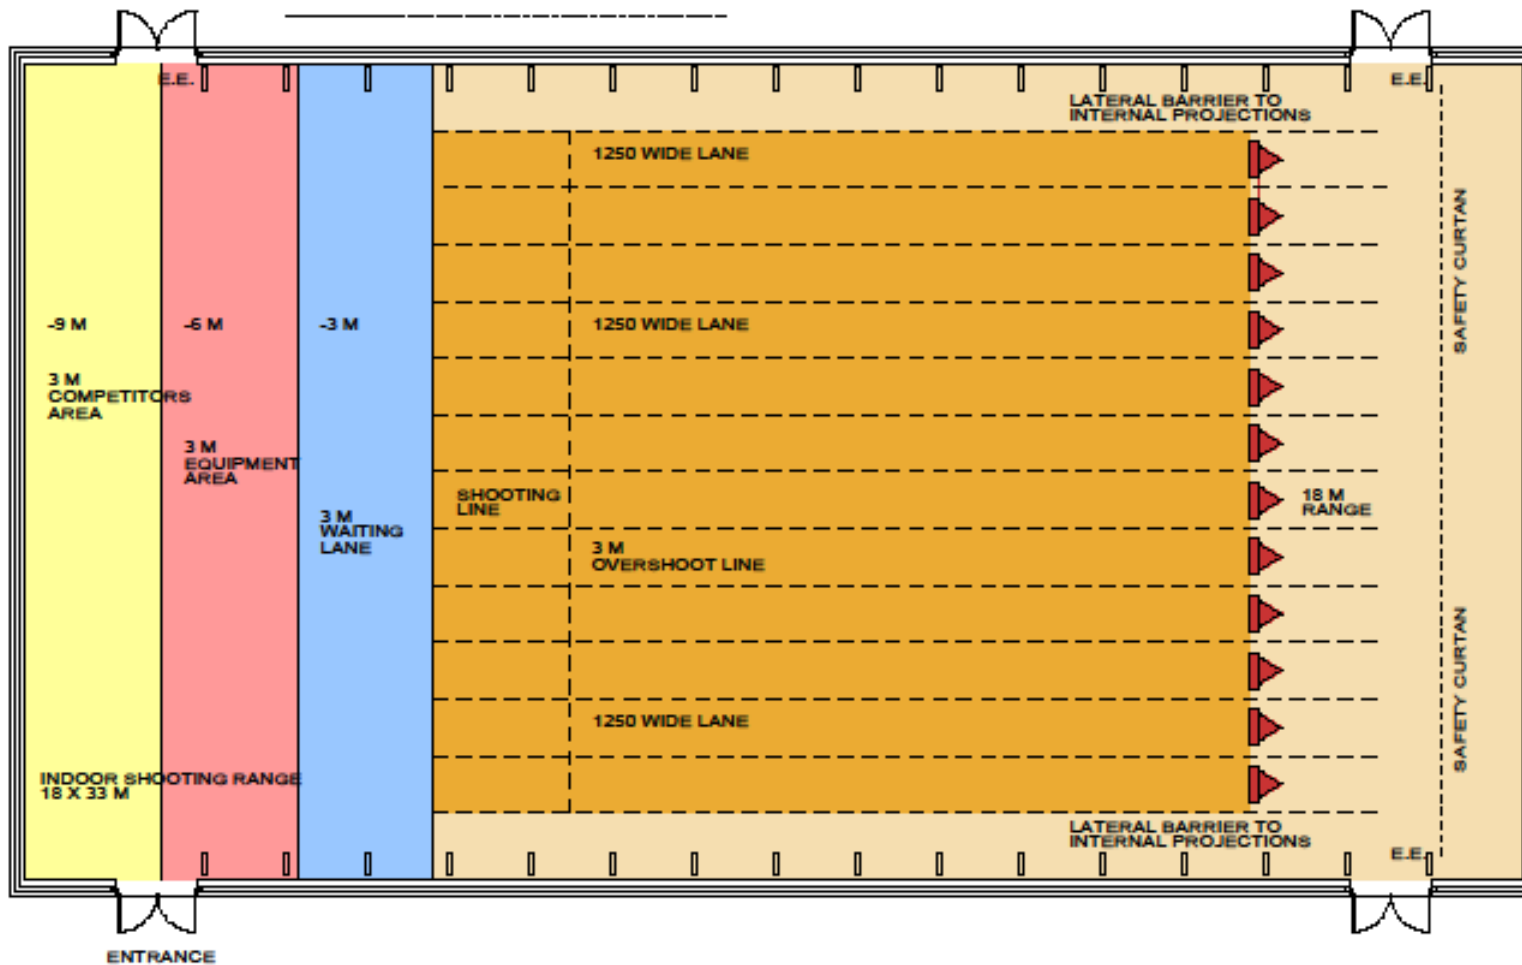 E.E.
E.E.
LATERAL BARRIER TO
INTERNAL PROJECTIONS
1250 WIDE LANE
SAFETY CURTAN
-9 M
-6 M
-3 M
1250 WIDE LANE
3 M
COMPETITORS
AREA
3 M
EQUIPMENT
AREA
3 M
WAITING
LANE
SHOOTING
LINE
18 M
RANGE
3 M
OVERSHOOT LINE
SAFETY CURTAN
1250 WIDE LANE
INDOOR SHOOTING RANGE
18 X 33 M
LATERAL BARRIER TO
INTERNAL PROJECTIONS
E.E.
ENTRANCE